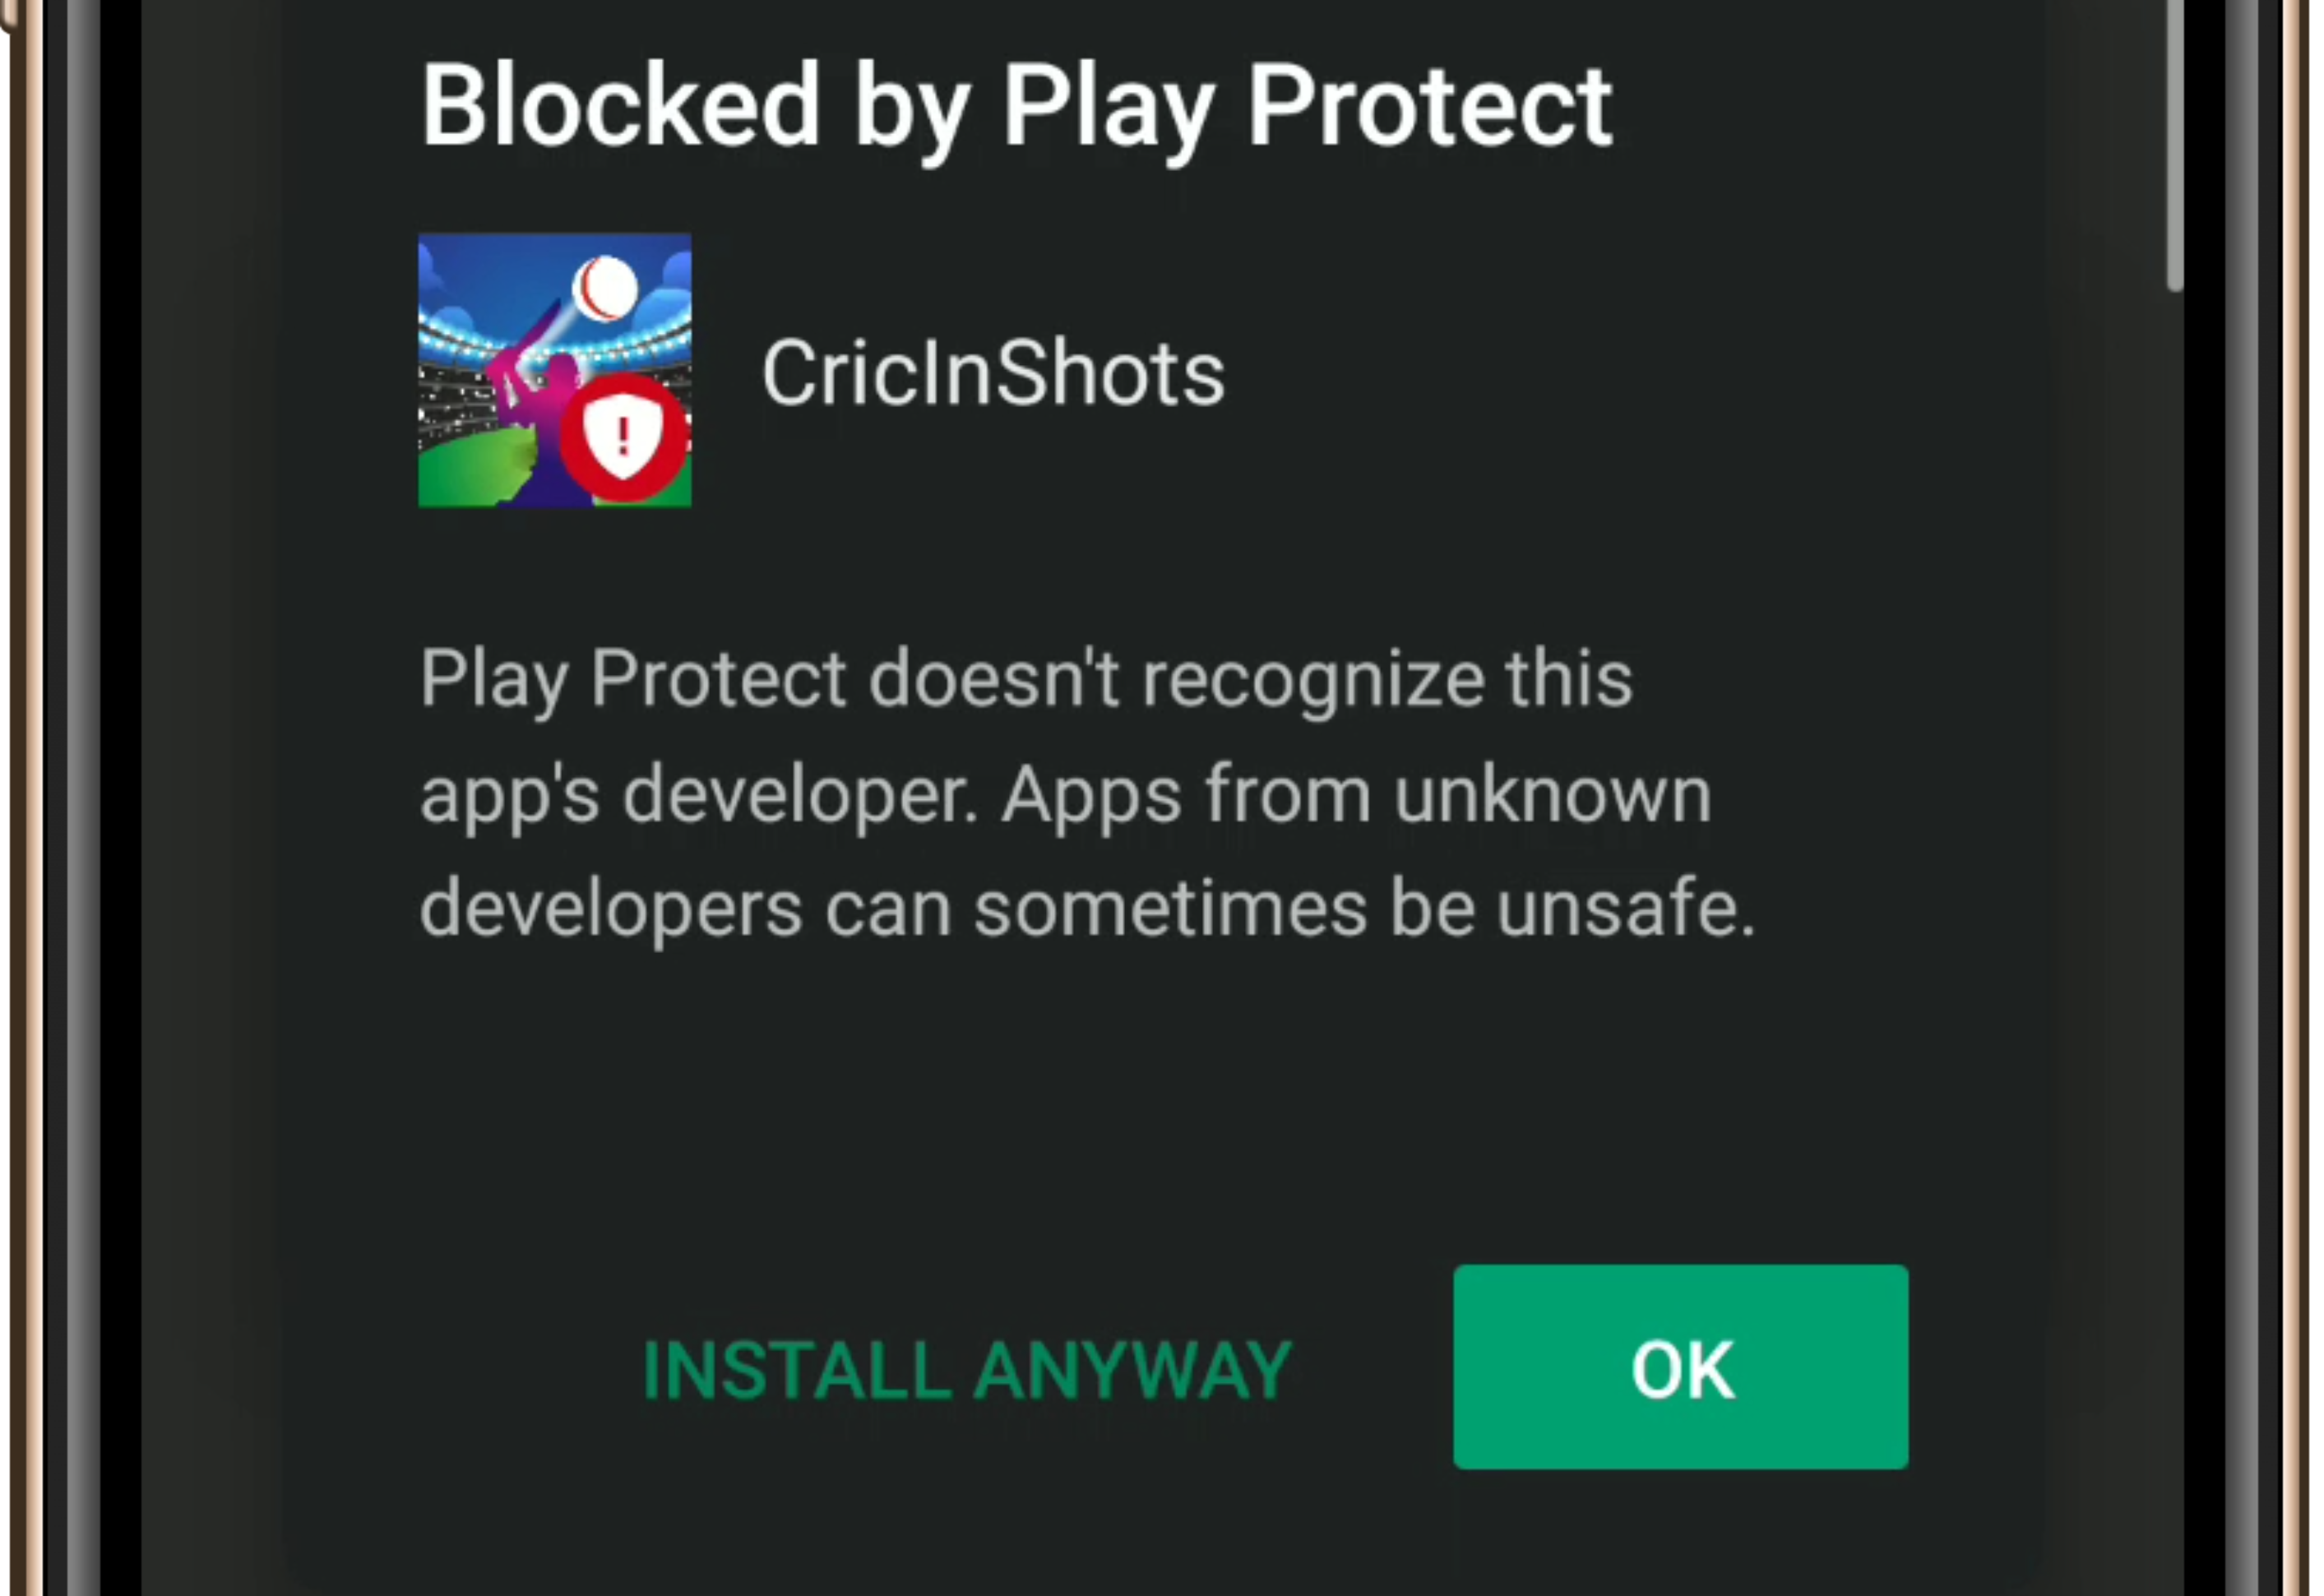 Blocked by Play Protect
CricInShots
Play Protect doesn't recognize this
app's developer. Apps from unknown
developers can sometimes be unsafe.
INSTALL ANYWAY
OK